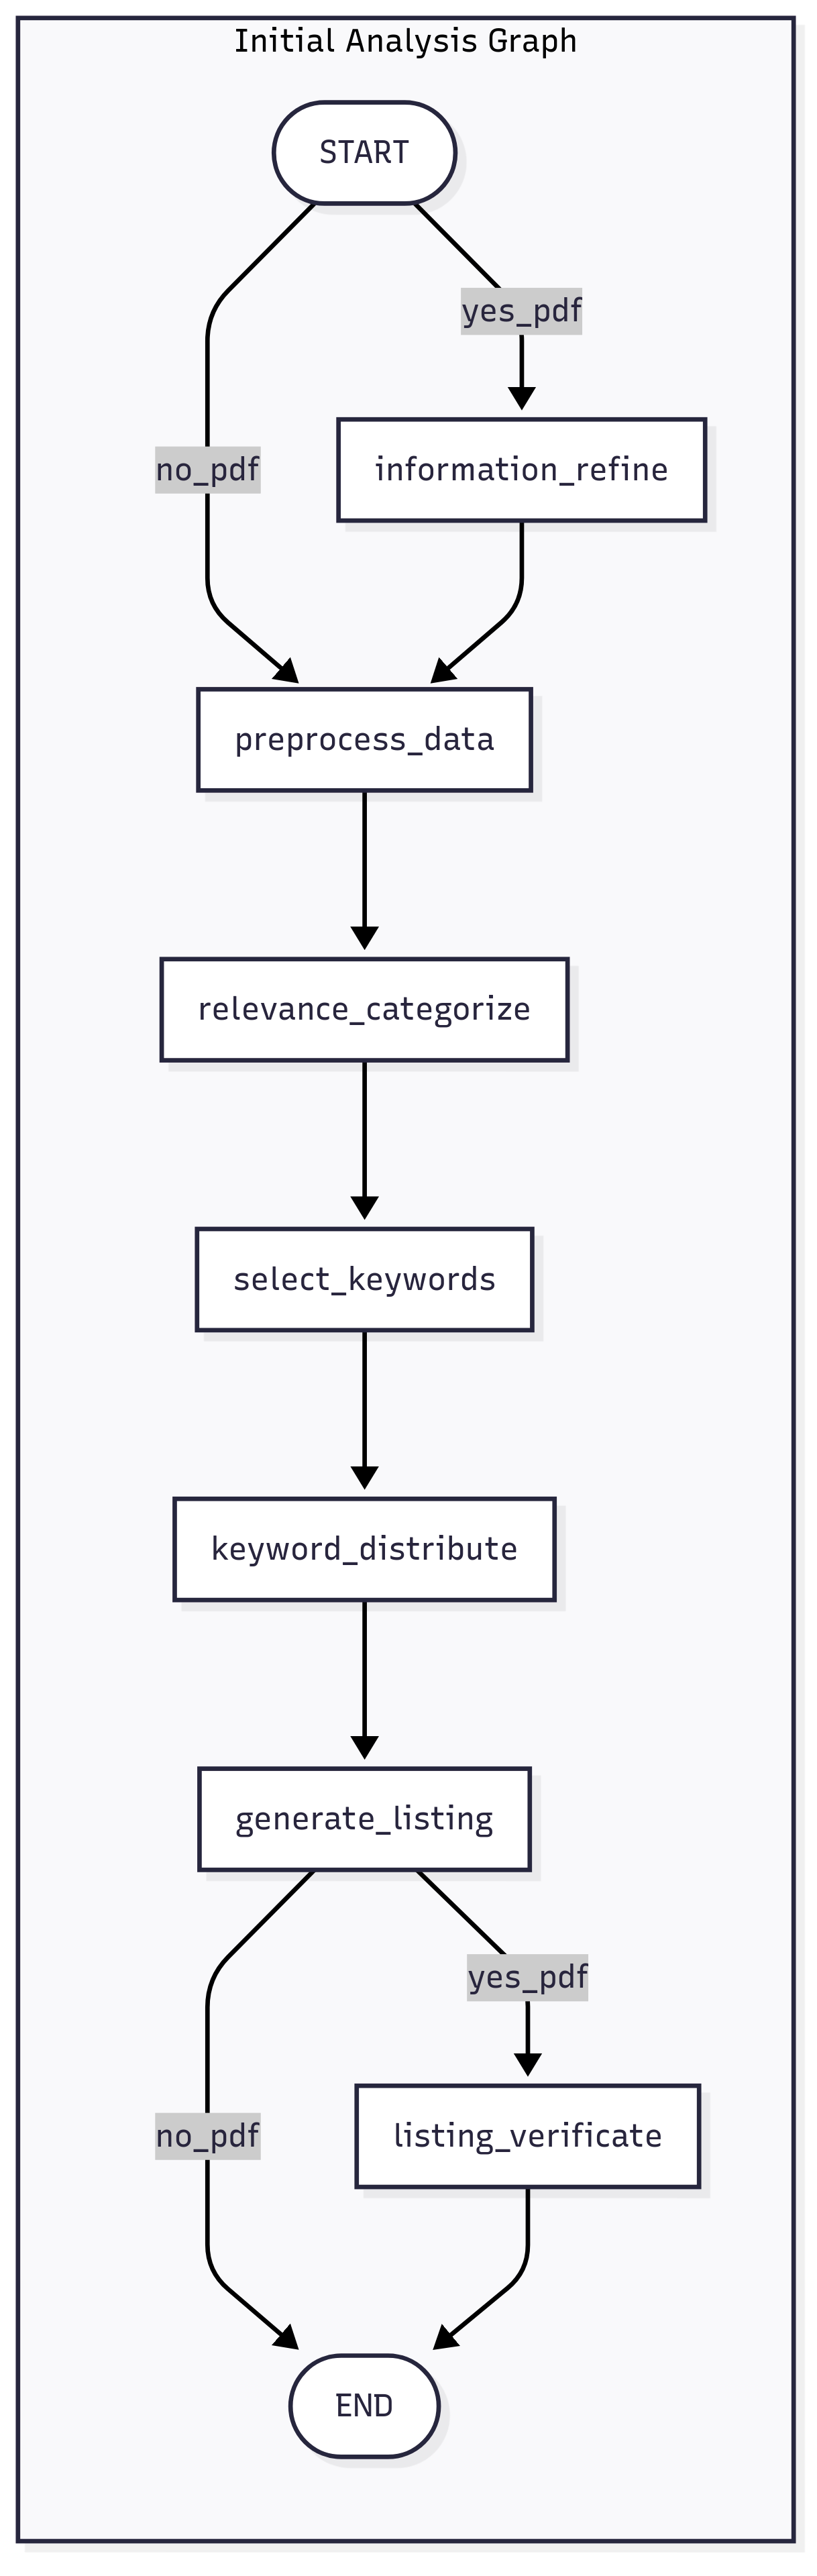 Initial Analysis Graph
START
yes_pdf
no_pdf
information_refine
preprocess_data
relevance_categorize
select_keywords
keyword_distribute
generate_listing
yes_pdf
no_pdf
listing_verificate
END